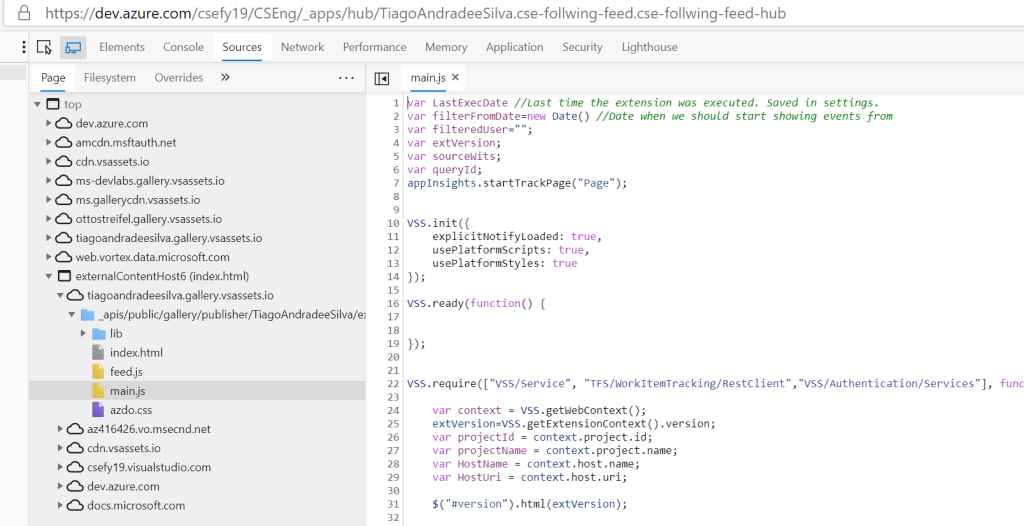 https://dev.azure.com/csefy19/CSEng/_apps/hub/TiagoAndradeeSilva.cse-follwing-feed.cse-follwing-feed-hub
Elements Console Sources Network Performance Memory Application Security Lighthouse
Page Filesystem Overrides » ... main.js ×
top
dev.azure.com
amcdn.msftauth.net
cdn.vsassets.io
ms-devlabs.gallery.vsassets.io
ms.gallerycdn.vsassets.io
ottostreifel.gallery.vsassets.io
tiagoandradeesilva.gallery.vsassets.io
web.vortex.data.microsoft.com
externalContentHost6 (index.html)
tiagoandradeesilva.gallery.vsassets.io
_apis/public/gallery/publisher/TiagoAndradeeSilva/e
lib
index.html
feed.js
main.js
azdo.css
az416426.vo.msecnd.net
cdn.vsassets.io
csefy19.visualstudio.com
dev.azure.com
docs.microsoft.com
1 var LastExecDate //Last time the extension was executed. Saved in settings.
2 var filterFromDate=new Date() //Date when we should start showing events from
3 var filteredUser="";
4 var extVersion;
5 var sourceWits;
6 var queryId;
7 appInsights.startTrackPage("Page");
8
9
10 VSS.init({
11 explicitNotifyLoaded: true,
12 usePlatformScripts: true,
13 usePlatformStyles: true
14 });
15
16 VSS.ready(function() {
17
18
19 });
20
21
22 VSS.require(["VSS/Service", "TFS/WorkItemTracking/RestClient","VSS/Authentication/Services"], func
23
24 var context = VSS.getWebContext();
25 extVersion=VSS.getExtensionContext().version;
26 var projectId = context.project.id;
27 var projectName = context.project.name;
28 var HostName = context.host.name;
29 var HostUri = context.host.uri;
30
31 $("#version").html(extVersion);
32